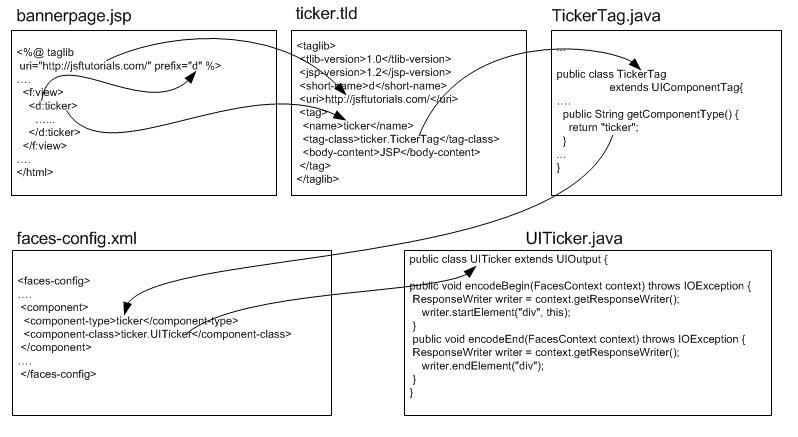 bannerpage.jsp
<%@ taglib
uri="http://jsftutorials.com/" prefix="d" %>
....
<f:view>
<d:ticker>
......
</d:ticker>
</f:view>
....
</html>
ticker.tld
<taglib>
<tlib-version>1.0</tlib-version>
<jsp-version>1.2</jsp-version>
<short-name>d</short-name>
<uri>http://jsftutorials.com/</uri>
<tag>
<name>ticker</name>
<tag-class>ticker.TickerTag</tag-class>
<body-content>JSP</body-content>
</tag>
</taglib>
TickerTag.java
...
public class TickerTag
extends UIComponentTag{
....
public String getComponentType() {
return "ticker";
}
...
}
faces-config.xml
<faces-config>
....
<component>
<component-type>ticker</component-type>
<component-class>ticker.UITicker</component-class>
</component>
....
</faces-config>
UITicker.java
public class UITicker extends UIOutput {
public void encodeBegin(FacesContext context) throws IOException {
ResponseWriter writer = context.getResponseWriter();
writer.startElement("div", this);
}
public void encodeEnd(FacesContext context) throws IOException {
ResponseWriter writer = context.getResponseWriter();
writer.endElement("div");
}
}